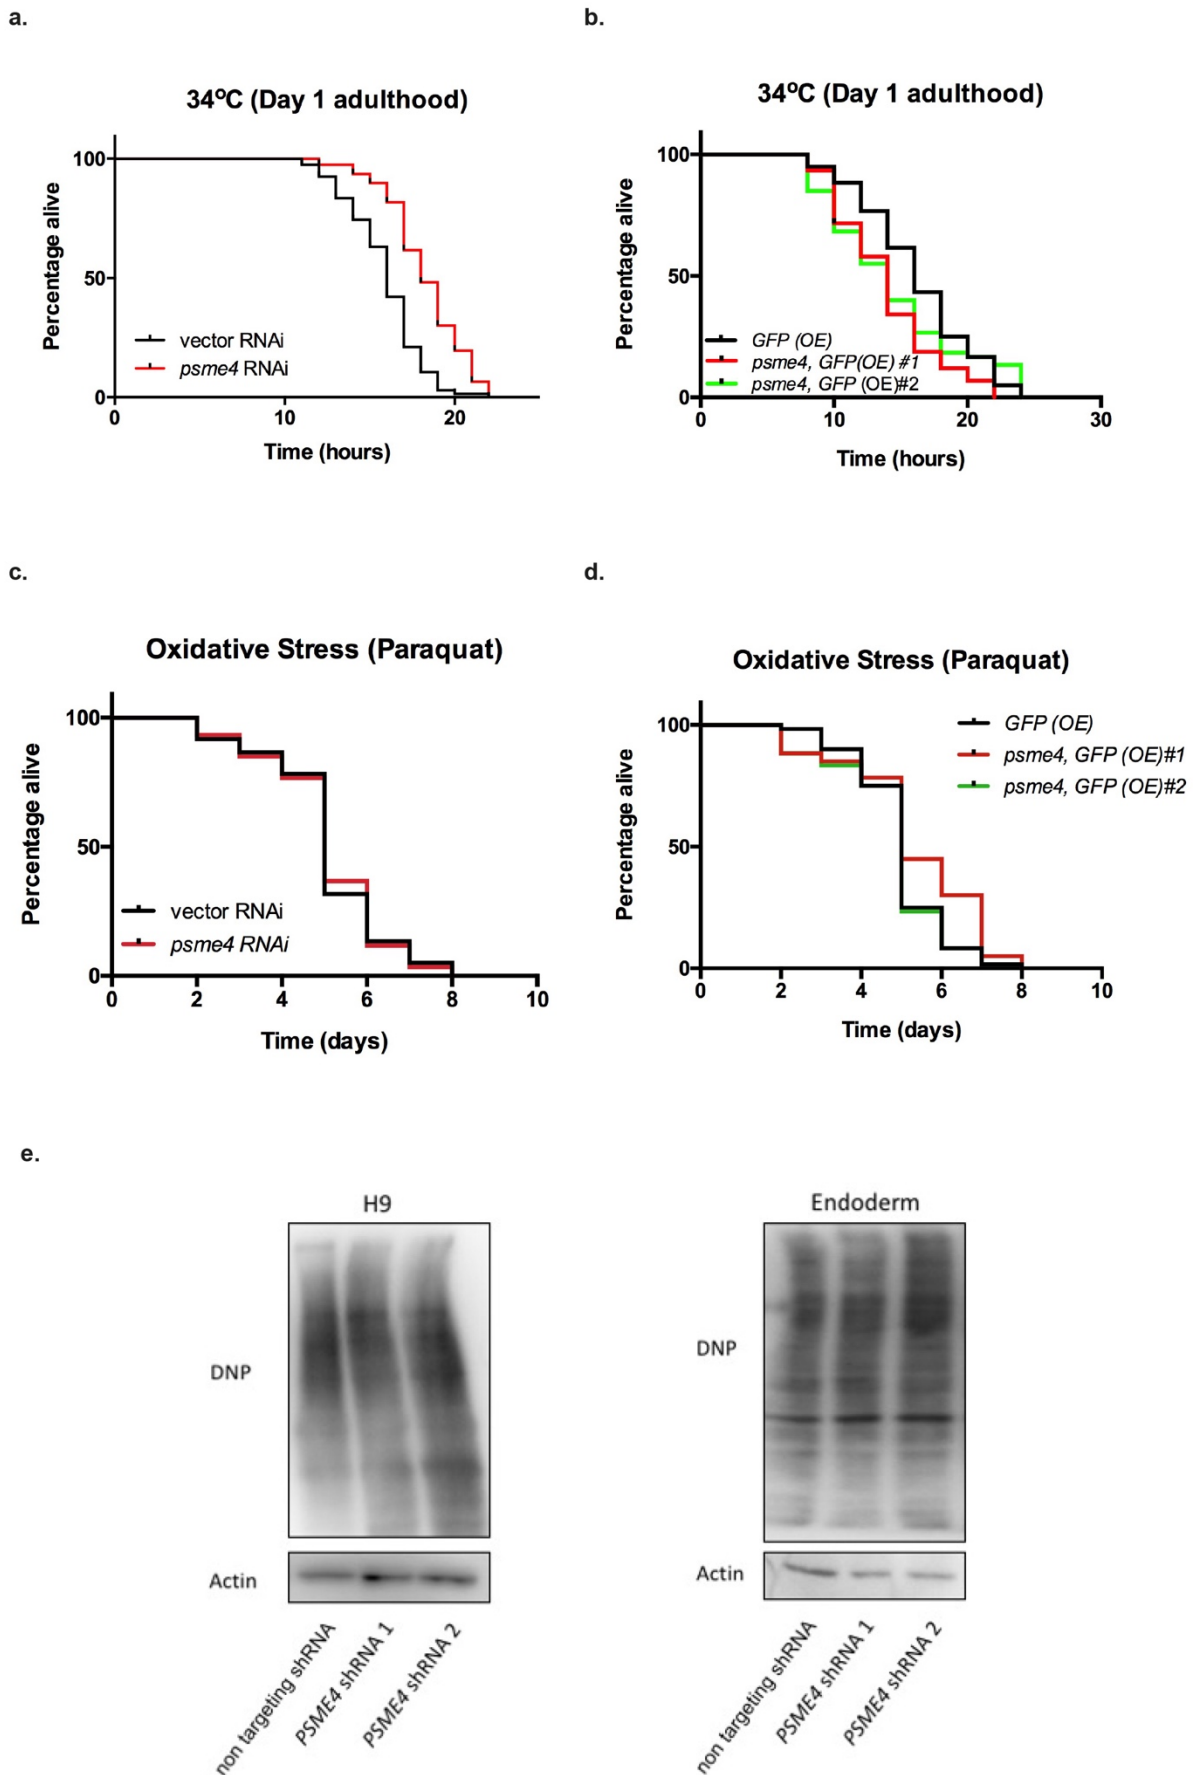 a.
34ºC (Day 1 adulthood)
Percentage alive
100
50
0
vector RNAi
psme4 RNAi
0 10 20
Time (hours)
b.
34ºC (Day 1 adulthood)
Percentage alive
100
50
0
GFP (OE)
psme4, GFP(OE) #1
psme4, GFP (OE)#2
0 10 20 30
Time (hours)
c.
Oxidative Stress (Paraquat)
Percentage alive
100
50
0
vector RNAi
psme4 RNAi
0 2 4 6 8 10
Time (days)
d.
Oxidative Stress (Paraquat)
Percentage alive
100
50
0
GFP (OE)
psme4, GFP (OE)#1
psme4, GFP (OE)#2
0 2 4 6 8 10
Time (days)
e.
H9
DNP
Actin
non targeting shRNA
PSME4 shRNA 1
PSME4 shRNA 2
Endoderm
DNP
Actin
non targeting shRNA
PSME4 shRNA 1
PSME4 shRNA 2